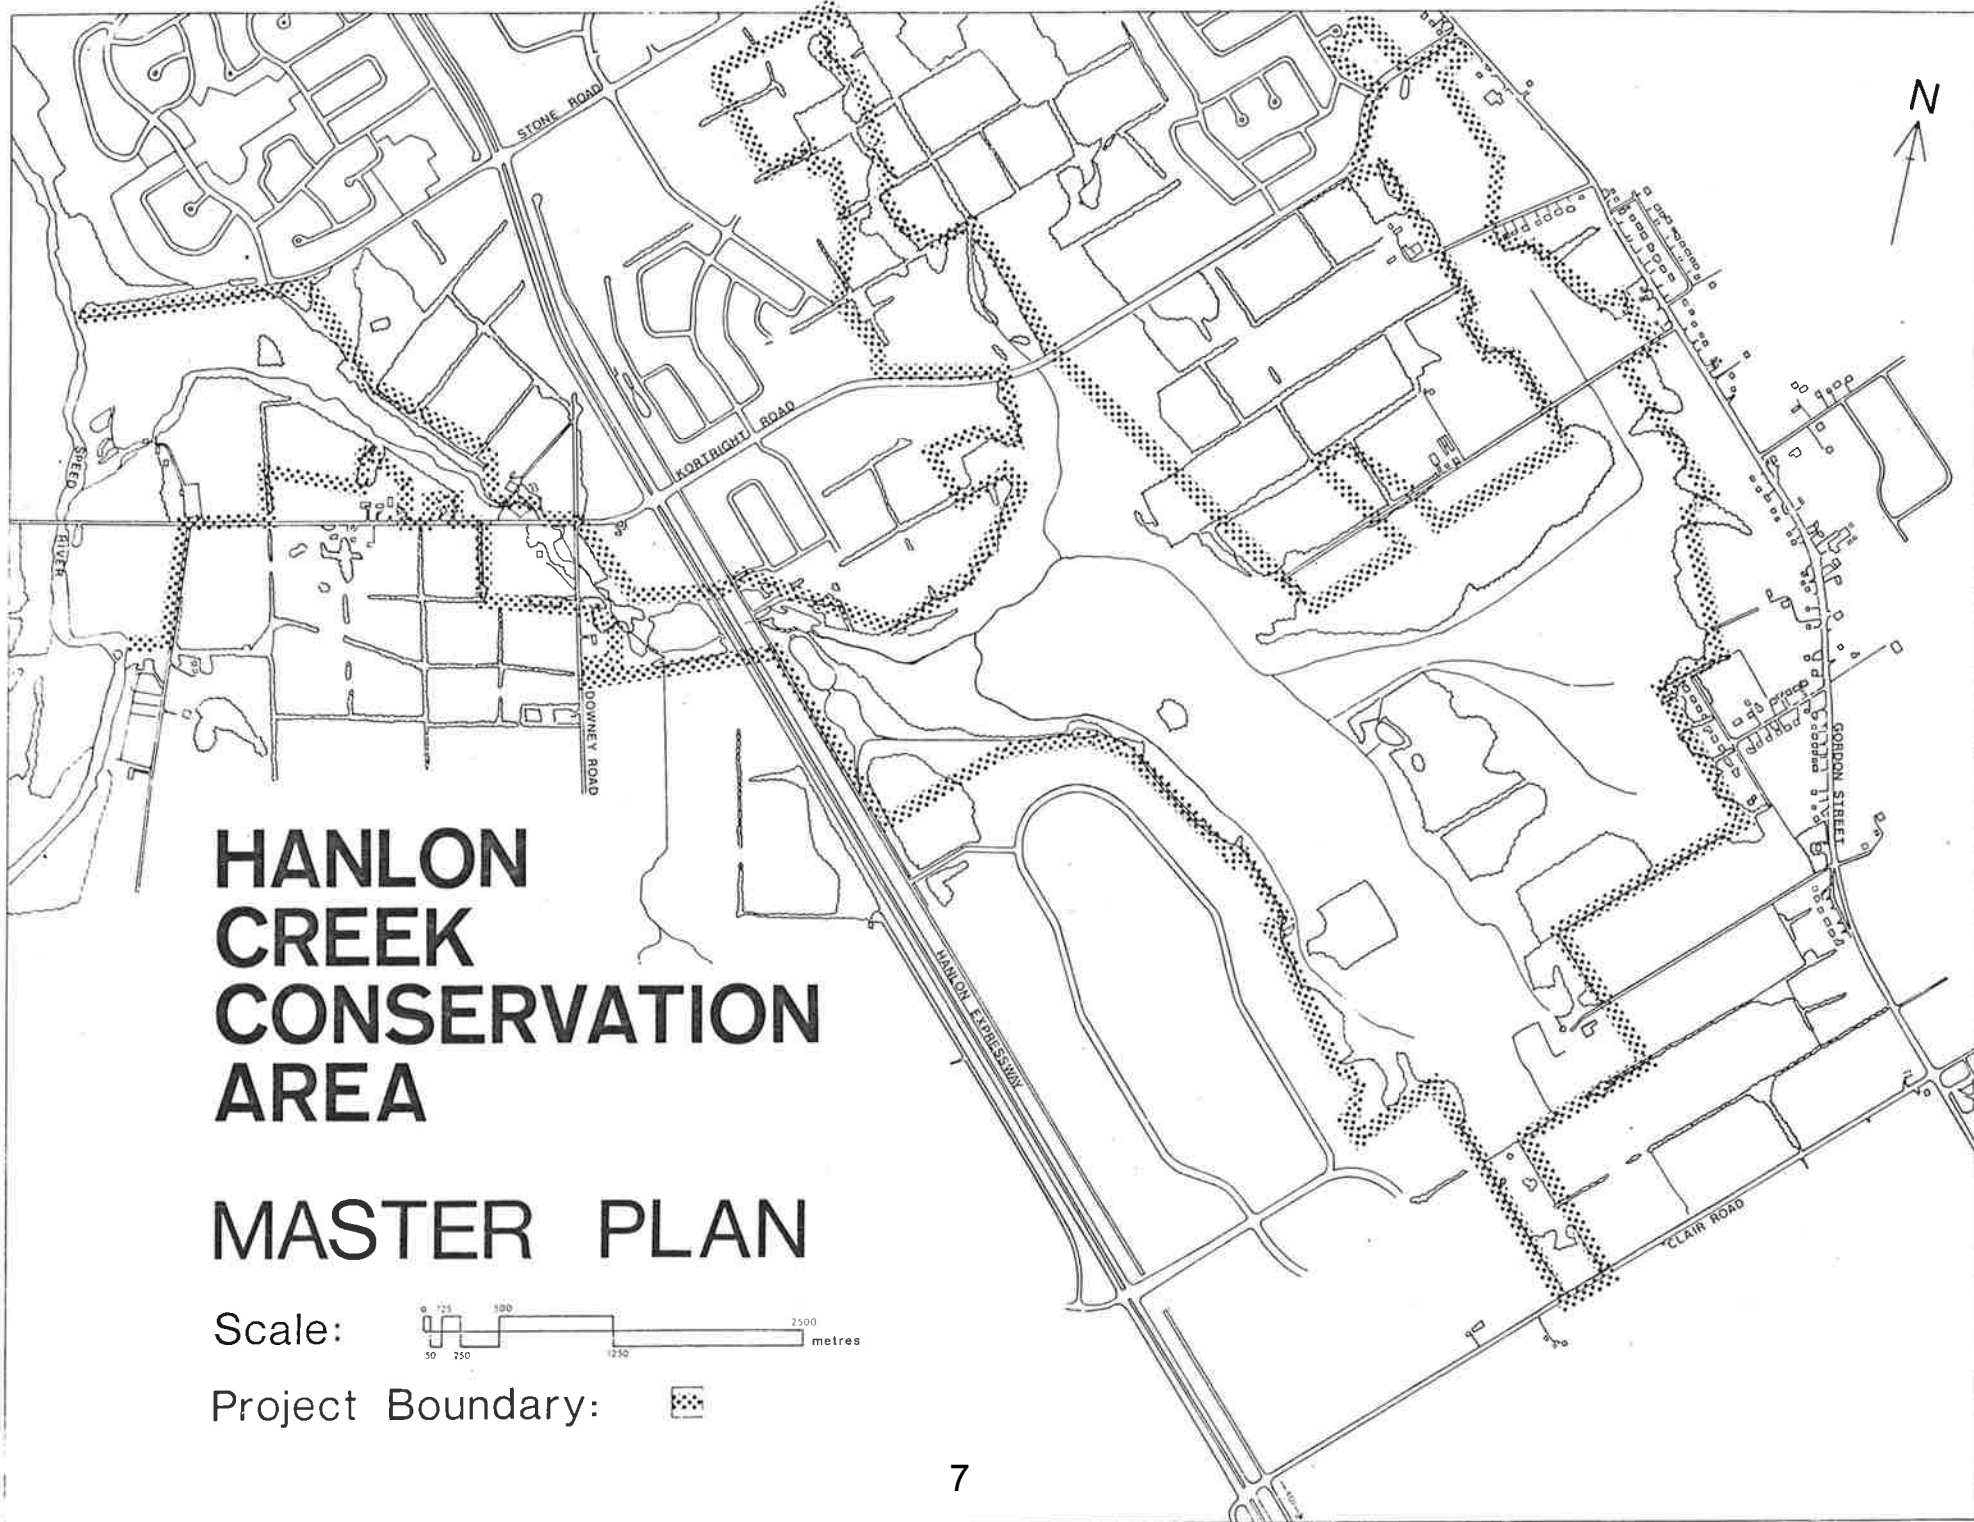 N
STONE ROAD
KORTRIGHT ROAD
SPEED
RIVER
DOWNEY ROAD
GORDON STREET
HANLON EXPRESSWAY
CLAIR ROAD
HANLON
CREEK
CONSERVATION
AREA
MASTER PLAN
Scale:
0 125 500 2500
50 250 1250
metres
Project Boundary:
7